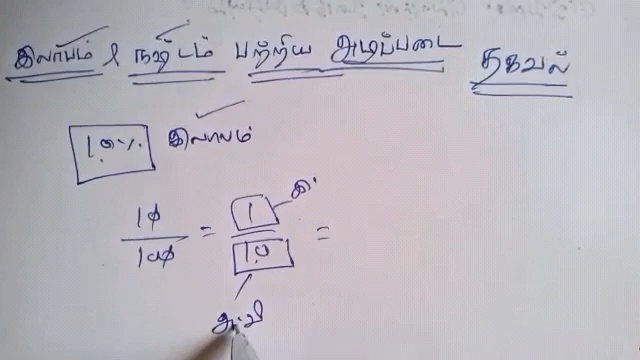 இலாபம் & நஷ்டம் பற்றிய அடிப்படை தகவல்
10% இலாபம்
10/100 = 1/10 =
இ.
அ.வி